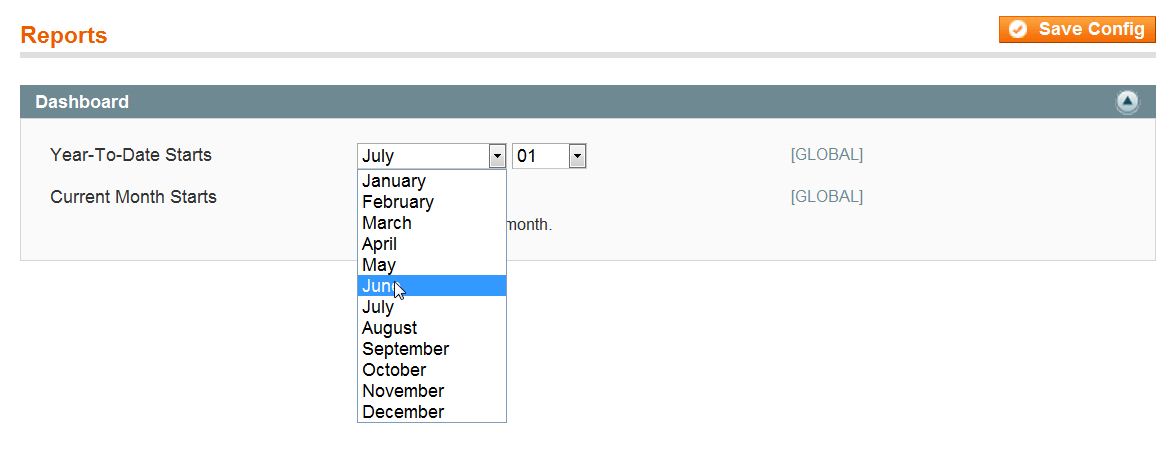 Reports
Save Config
Dashboard
Year-To-Date Starts July 01 [GLOBAL]
January
Current Month Starts [GLOBAL]
February
March
month.
April
May
June
July
August
September
October
November
December